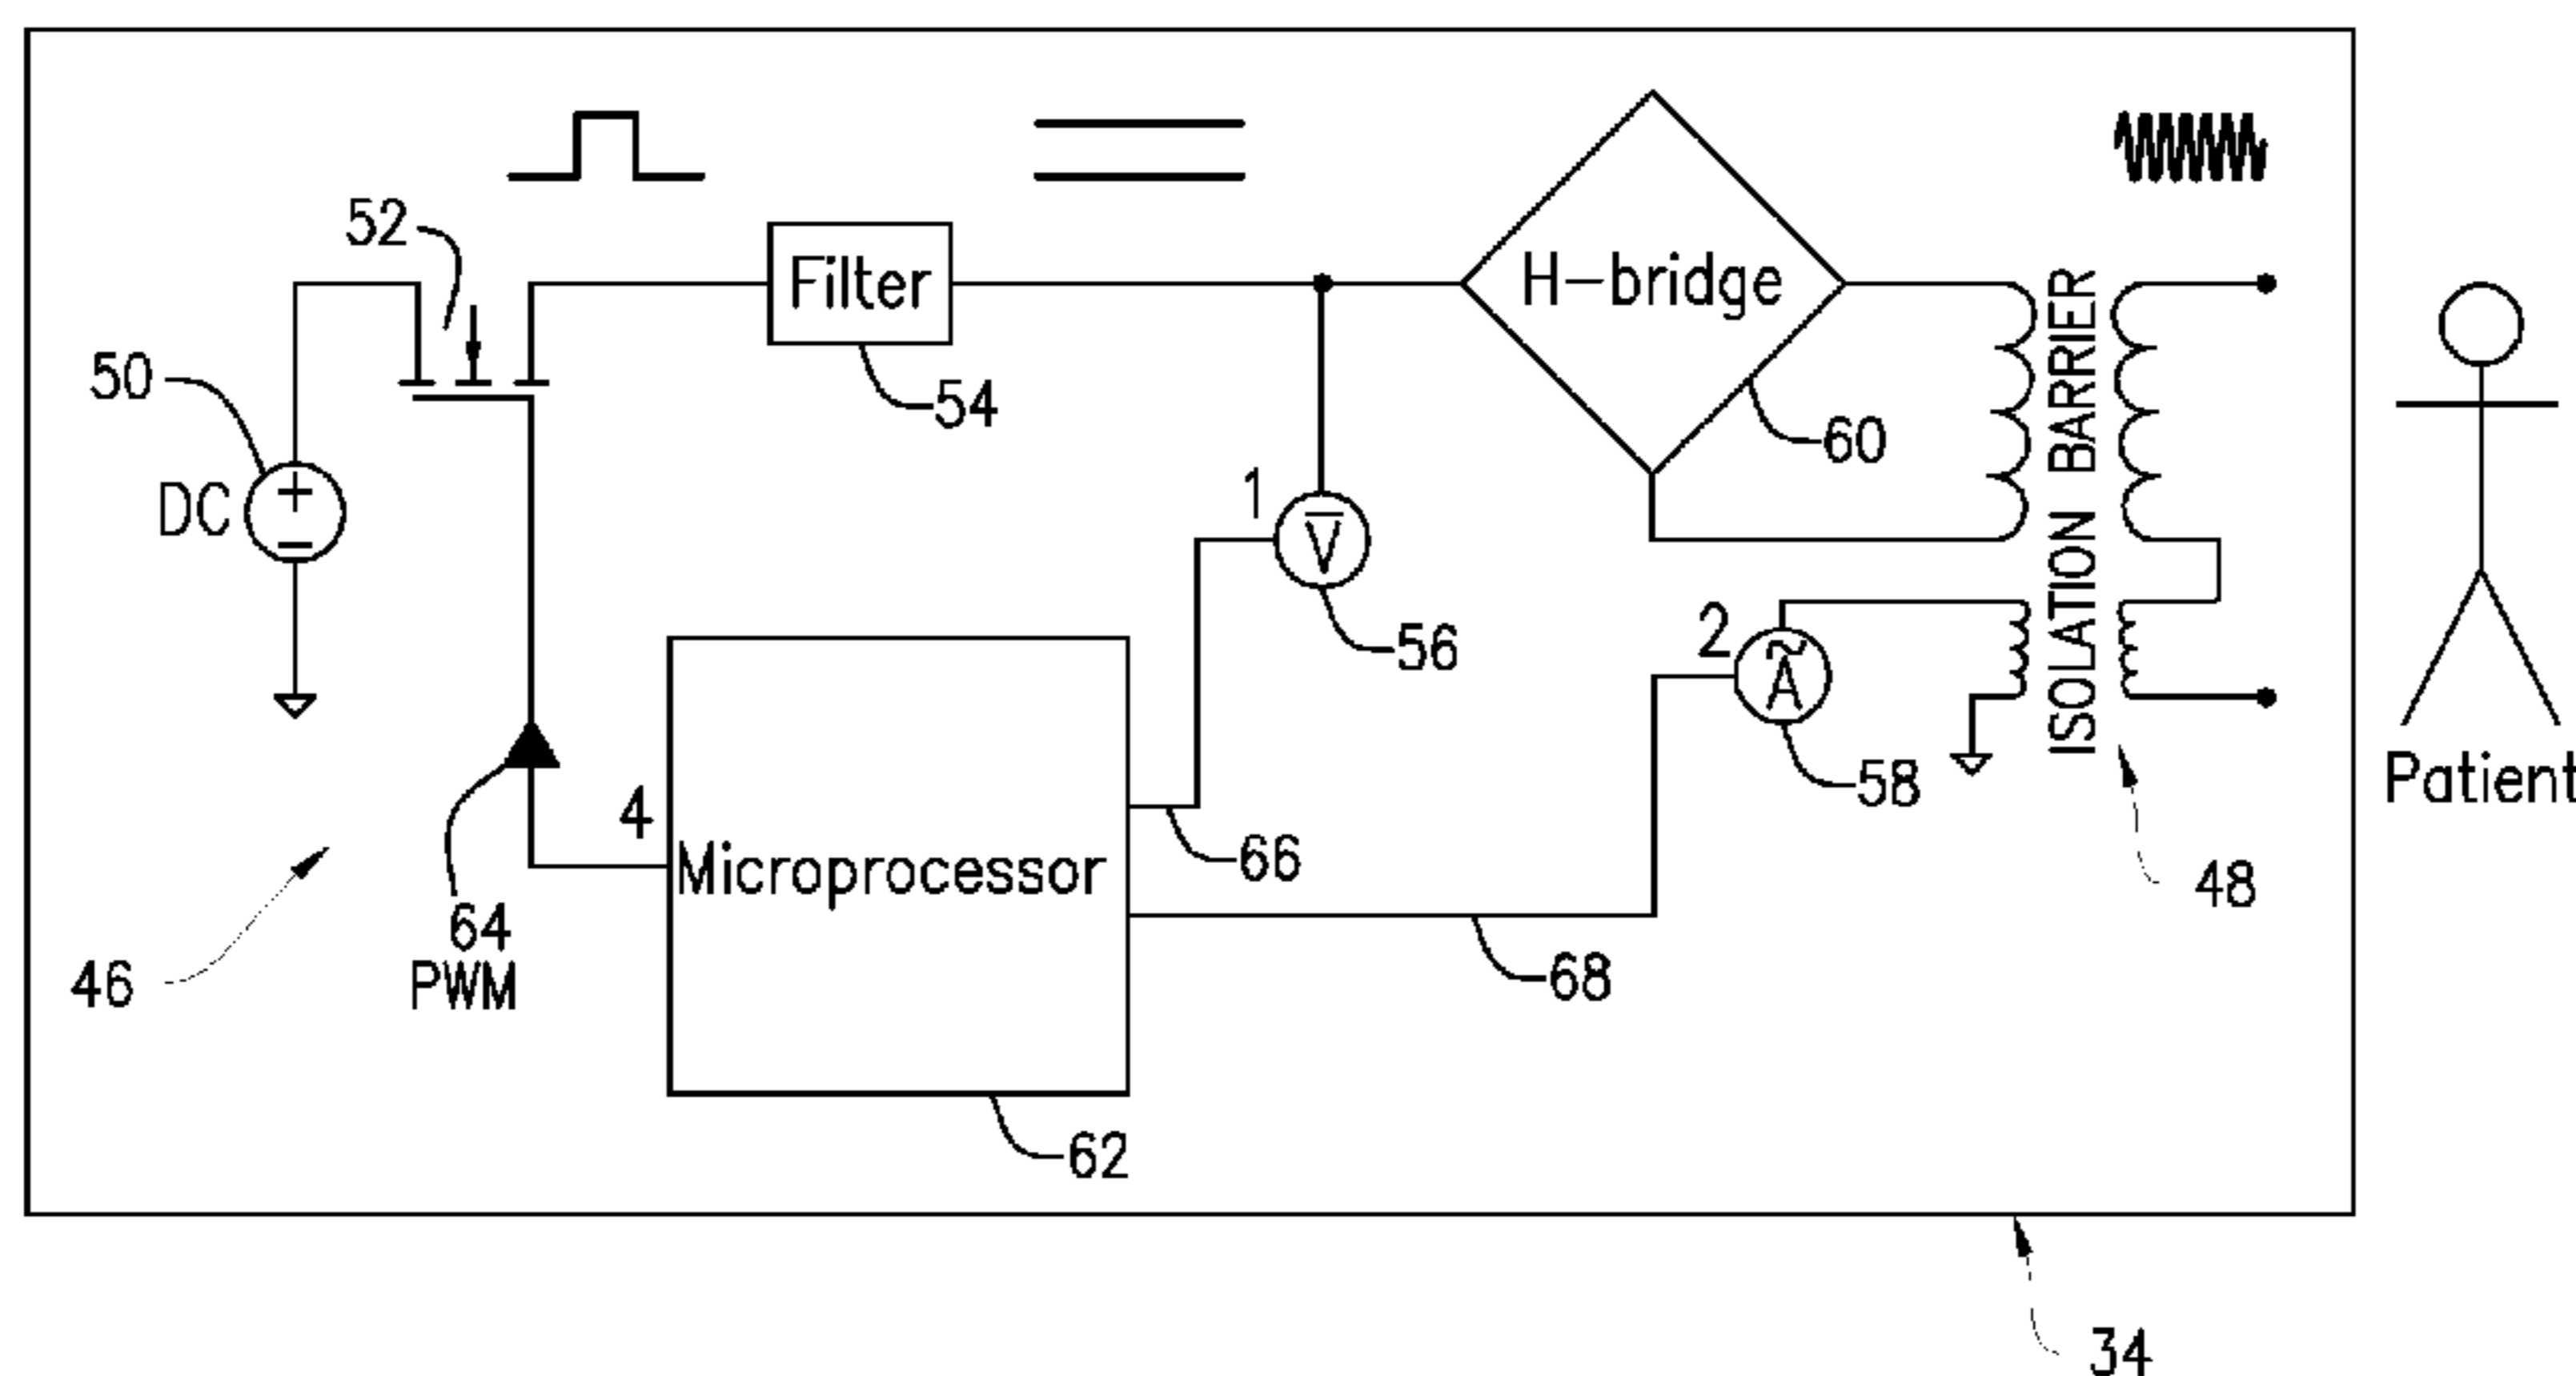 52
Filter
H-bridge
ISOLATION BARRIER
50
54
60
DC
+
−
1
V
56
2
A
58
Patient
4
Microprocessor
66
48
64
PWM
46
68
62
34